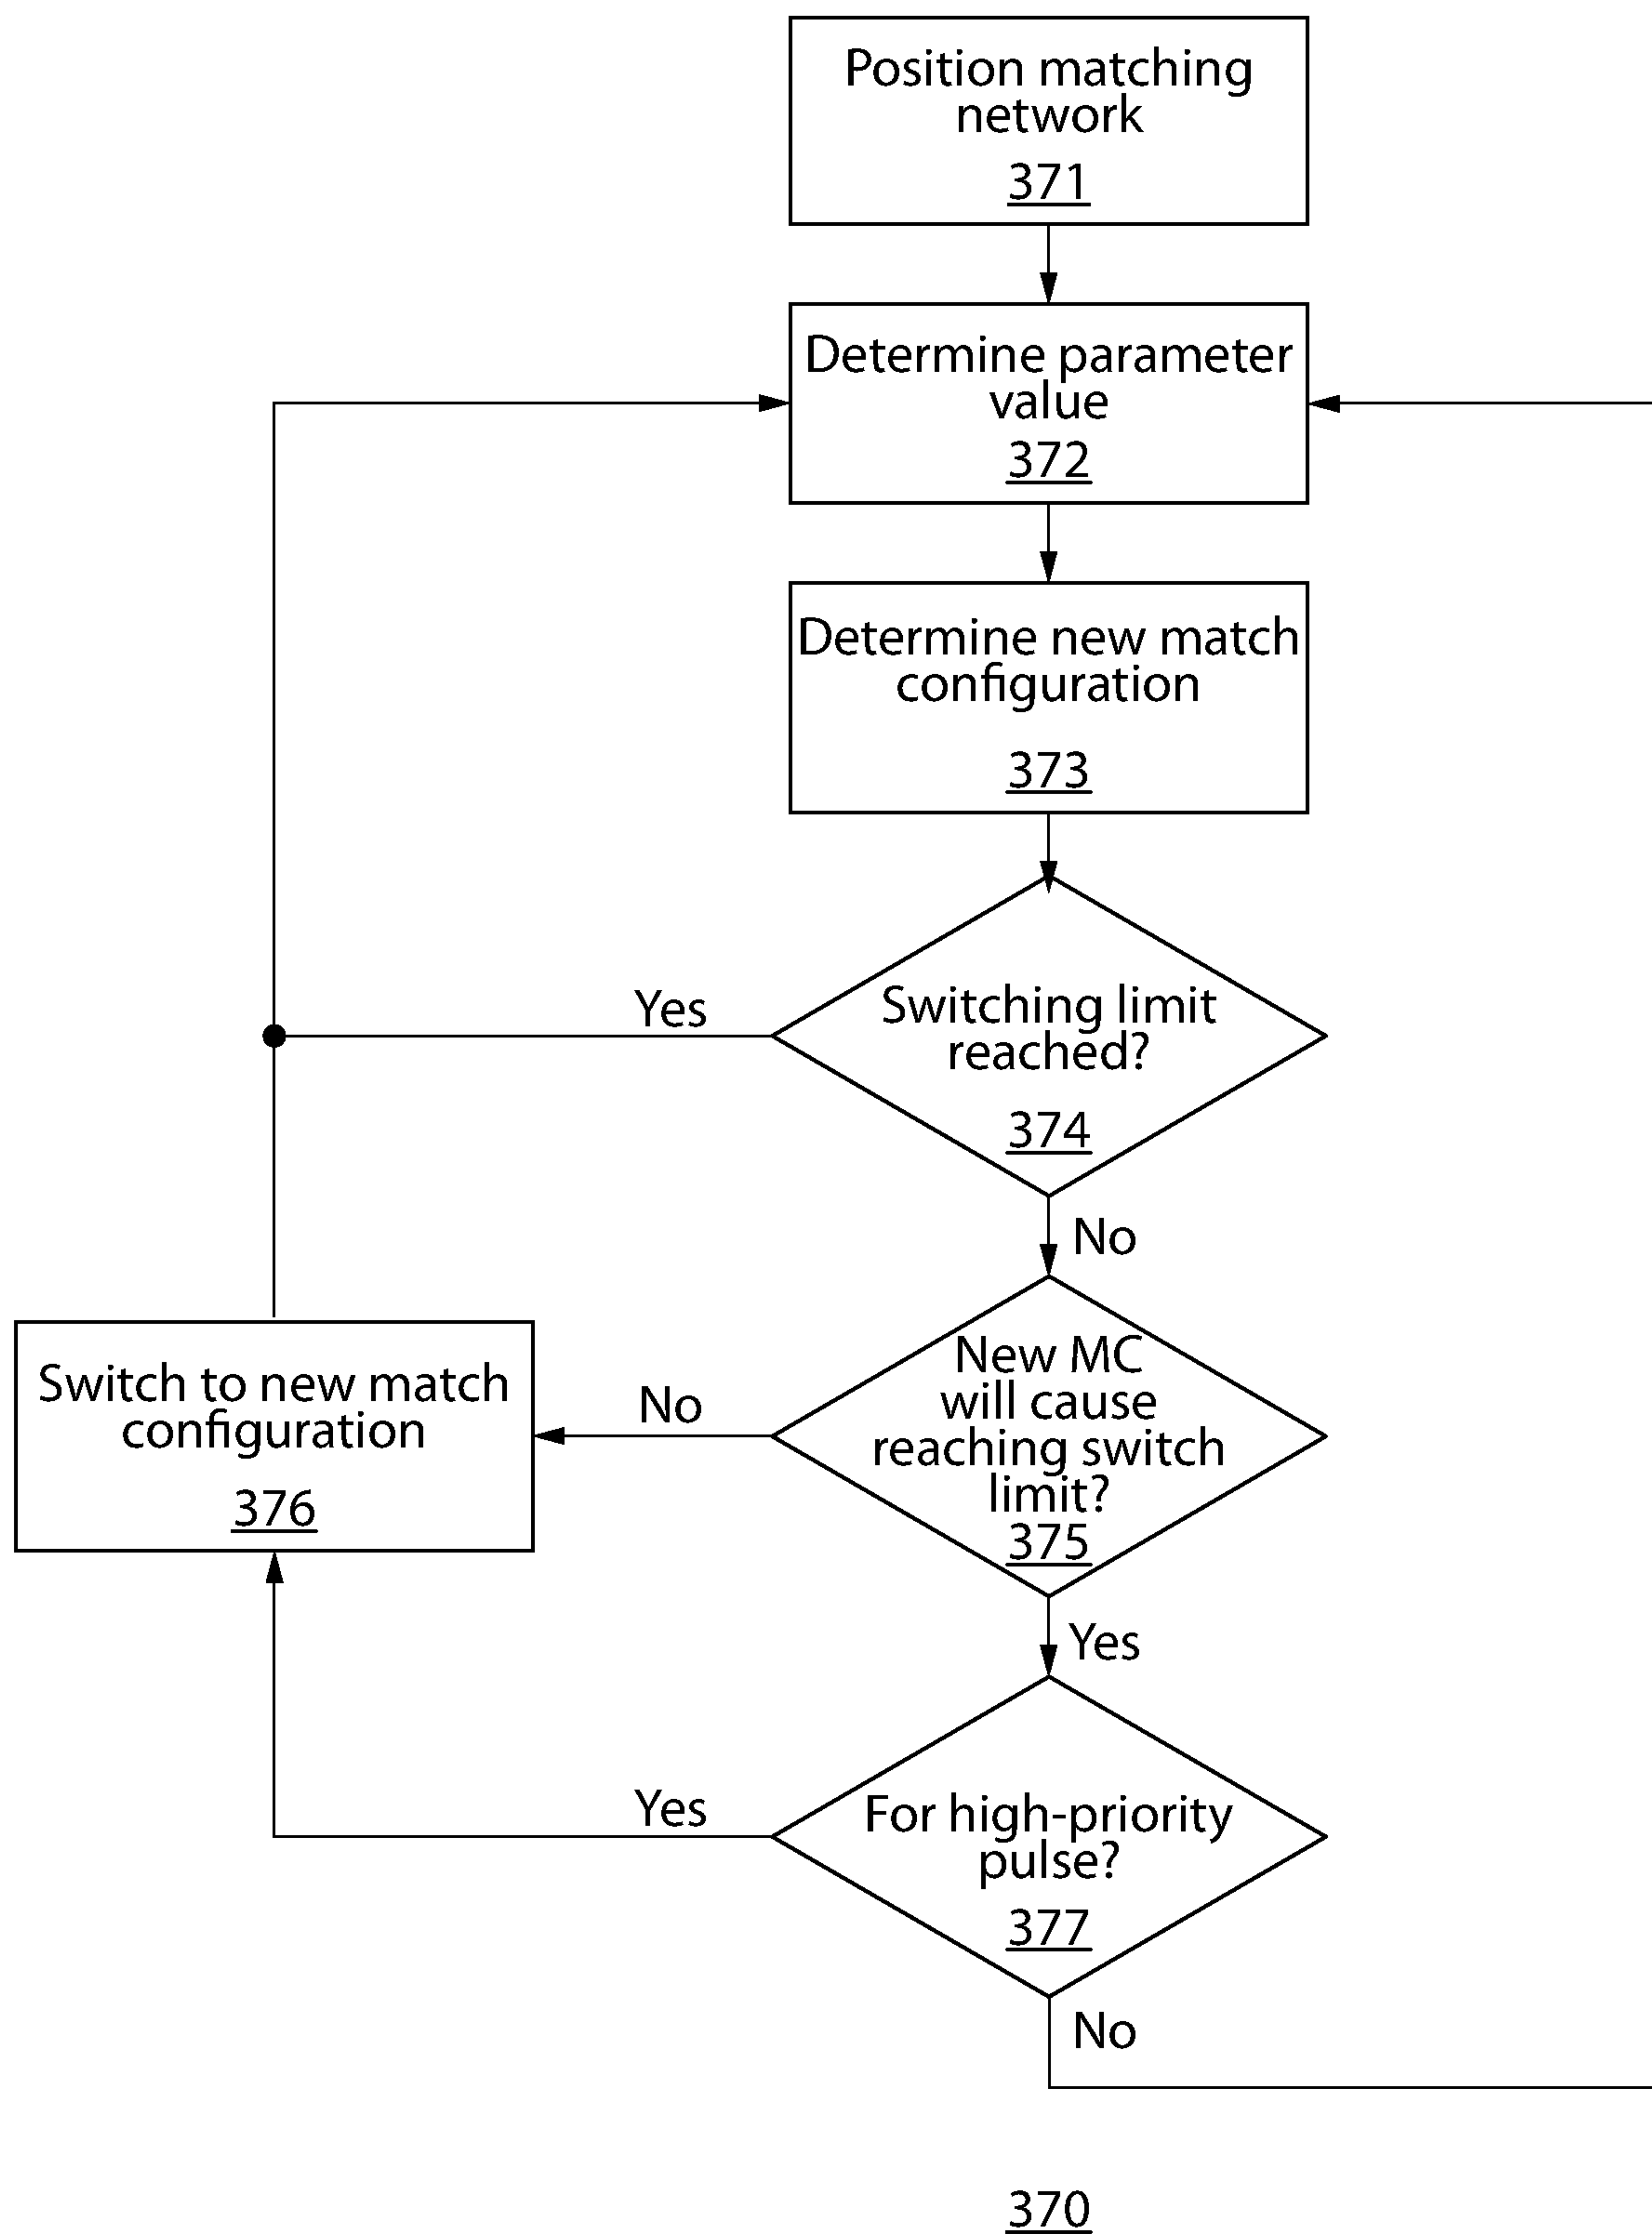 Position matching
network
371
Determine parameter
value
372
Determine new match
configuration
373
Yes
Switching limit
reached?
374
No
New MC
will cause
reaching switch
limit?
375
No
Switch to new match
configuration
376
Yes
Yes
For high-priority
pulse?
377
No
370